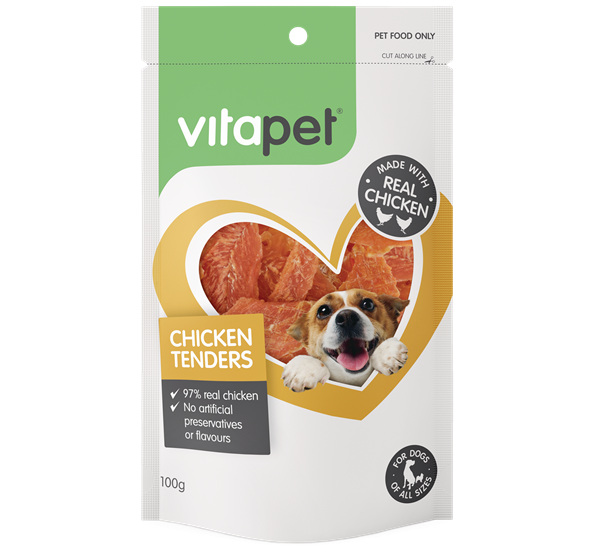 PET FOOD ONLY
CUT ALONG LINE
vitapet®
MADE WITH
REAL
CHICKEN
CHICKEN
TENDERS
✓ 97% real chicken
✓ No artificial
preservatives
or flavours
100g
FOR DOGS
OF ALL SIZES